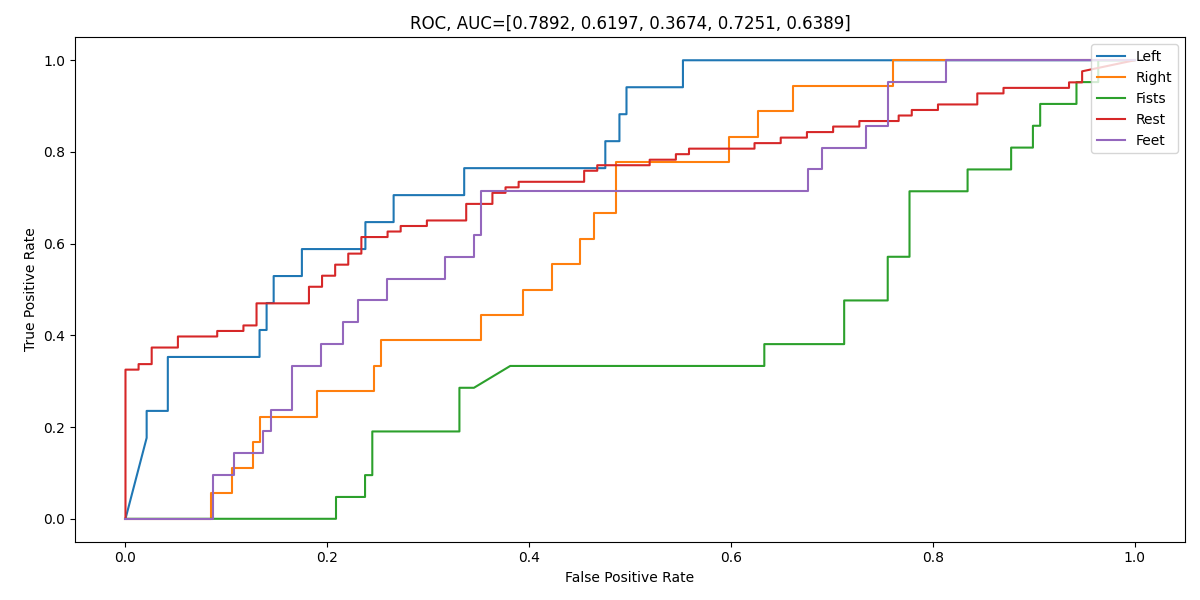 ROC, AUC=[0.7892, 0.6197, 0.3674, 0.7251, 0.6389]
Left
Right
Fists
Rest
Feet
True Positive Rate
1.0
0.8
0.6
0.4
0.2
0.0
0.0 0.2 0.4 0.6 0.8 1.0
False Positive Rate